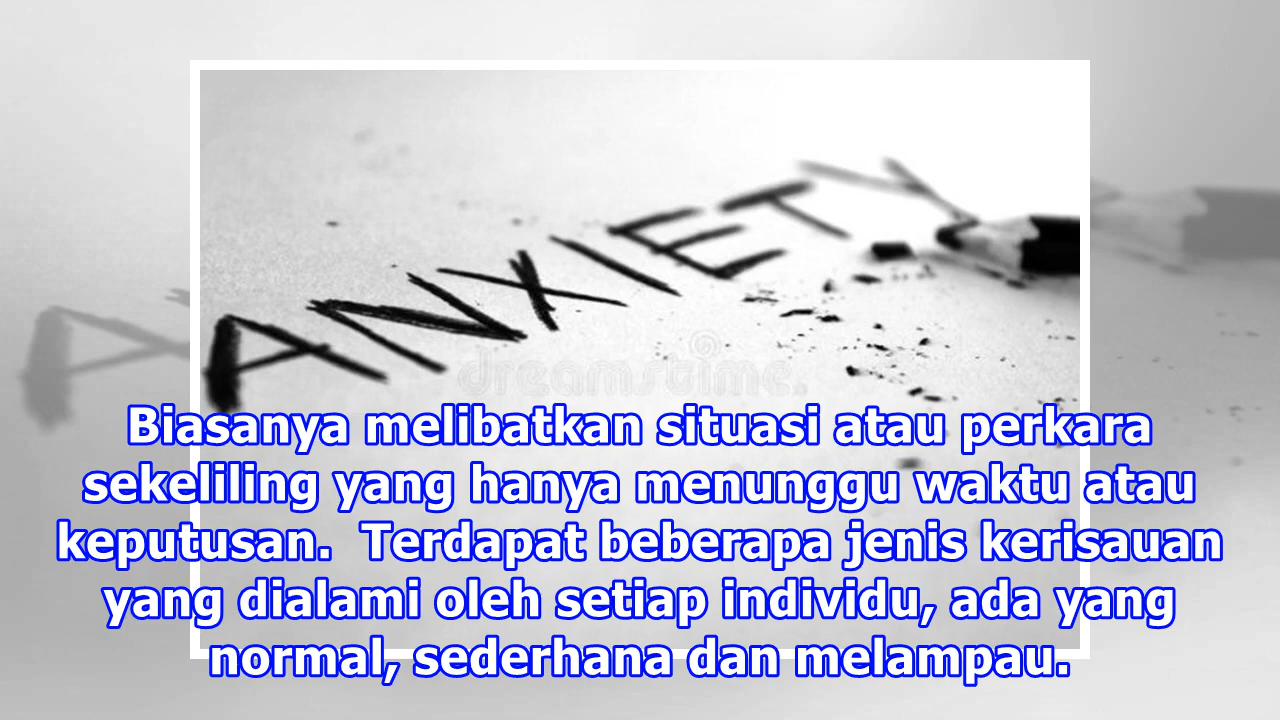 ANXIETY
dreamstime.
Biasanya melibatkan situasi atau perkara
sekeliling yang hanya menunggu waktu atau
keputusan.  Terdapat beberapa jenis kerisauan
yang dialami oleh setiap individu, ada yang
normal, sederhana dan melampau.